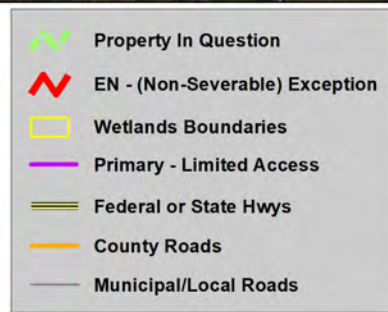 Property In Question
EN - (Non-Severable) Exception
Wetlands Boundaries
Primary - Limited Access
Federal or State Hwys
County Roads
Municipal/Local Roads